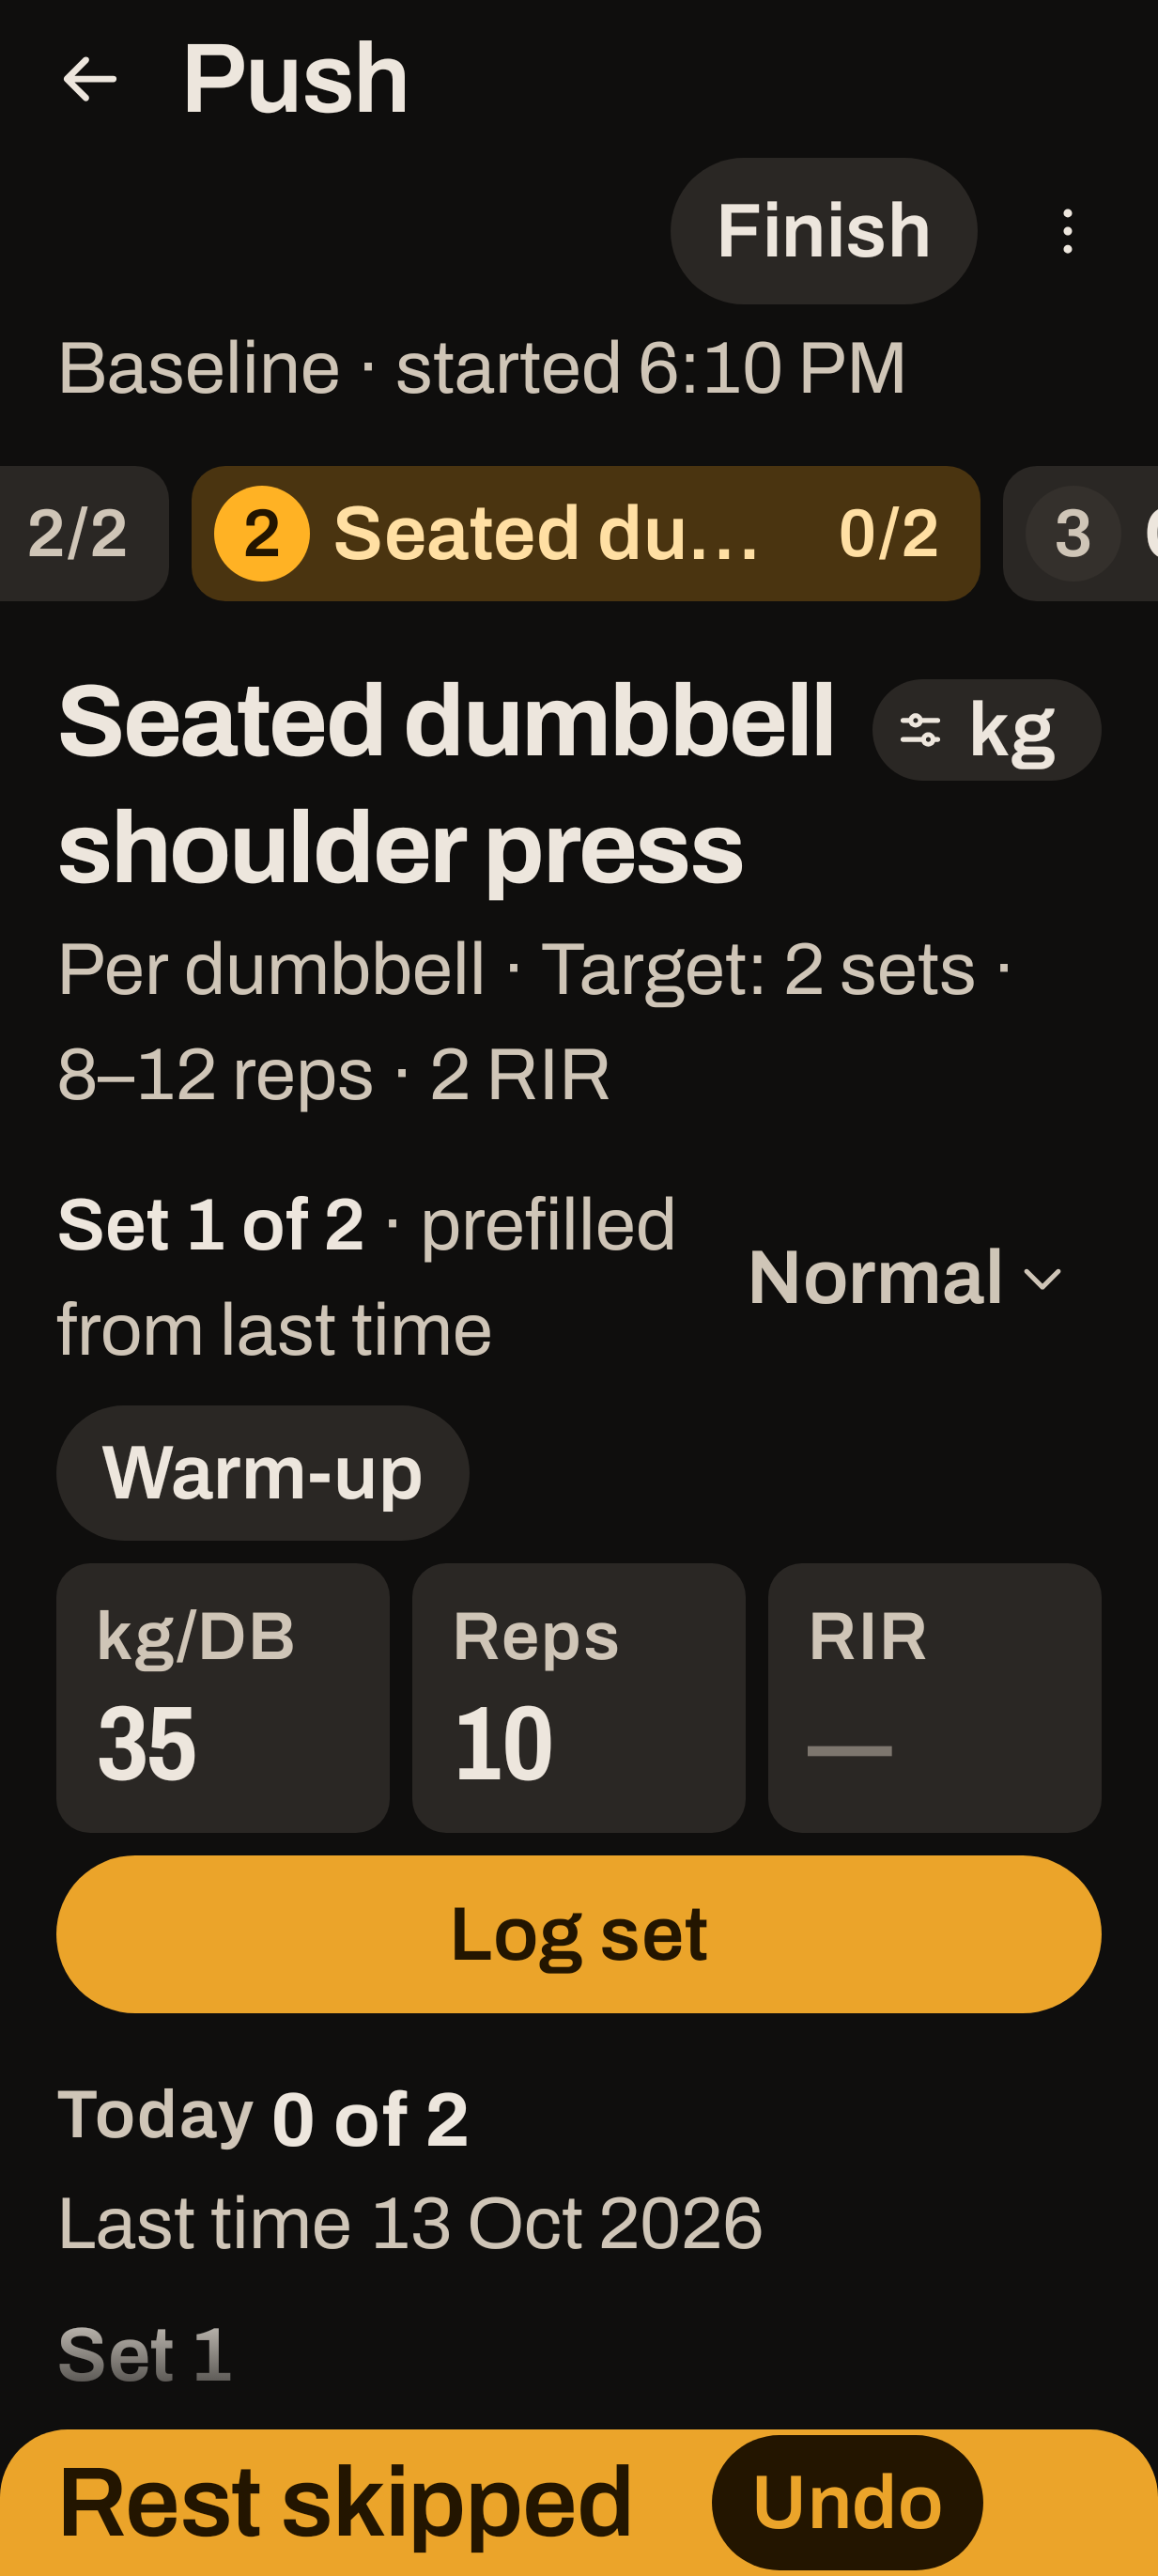 Push
Finish
Baseline · started 6:10 PM
2/2
2 Seated du... 0/2
3
Seated dumbbell
shoulder press
kg
Per dumbbell · Target: 2 sets ·
8–12 reps · 2 RIR
Set 1 of 2 · prefilled
from last time
Normal
Warm-up
kg/DB
35
Reps
10
RIR
—
Log set
Today 0 of 2
Last time 13 Oct 2026
Set 1
Rest skipped
Undo